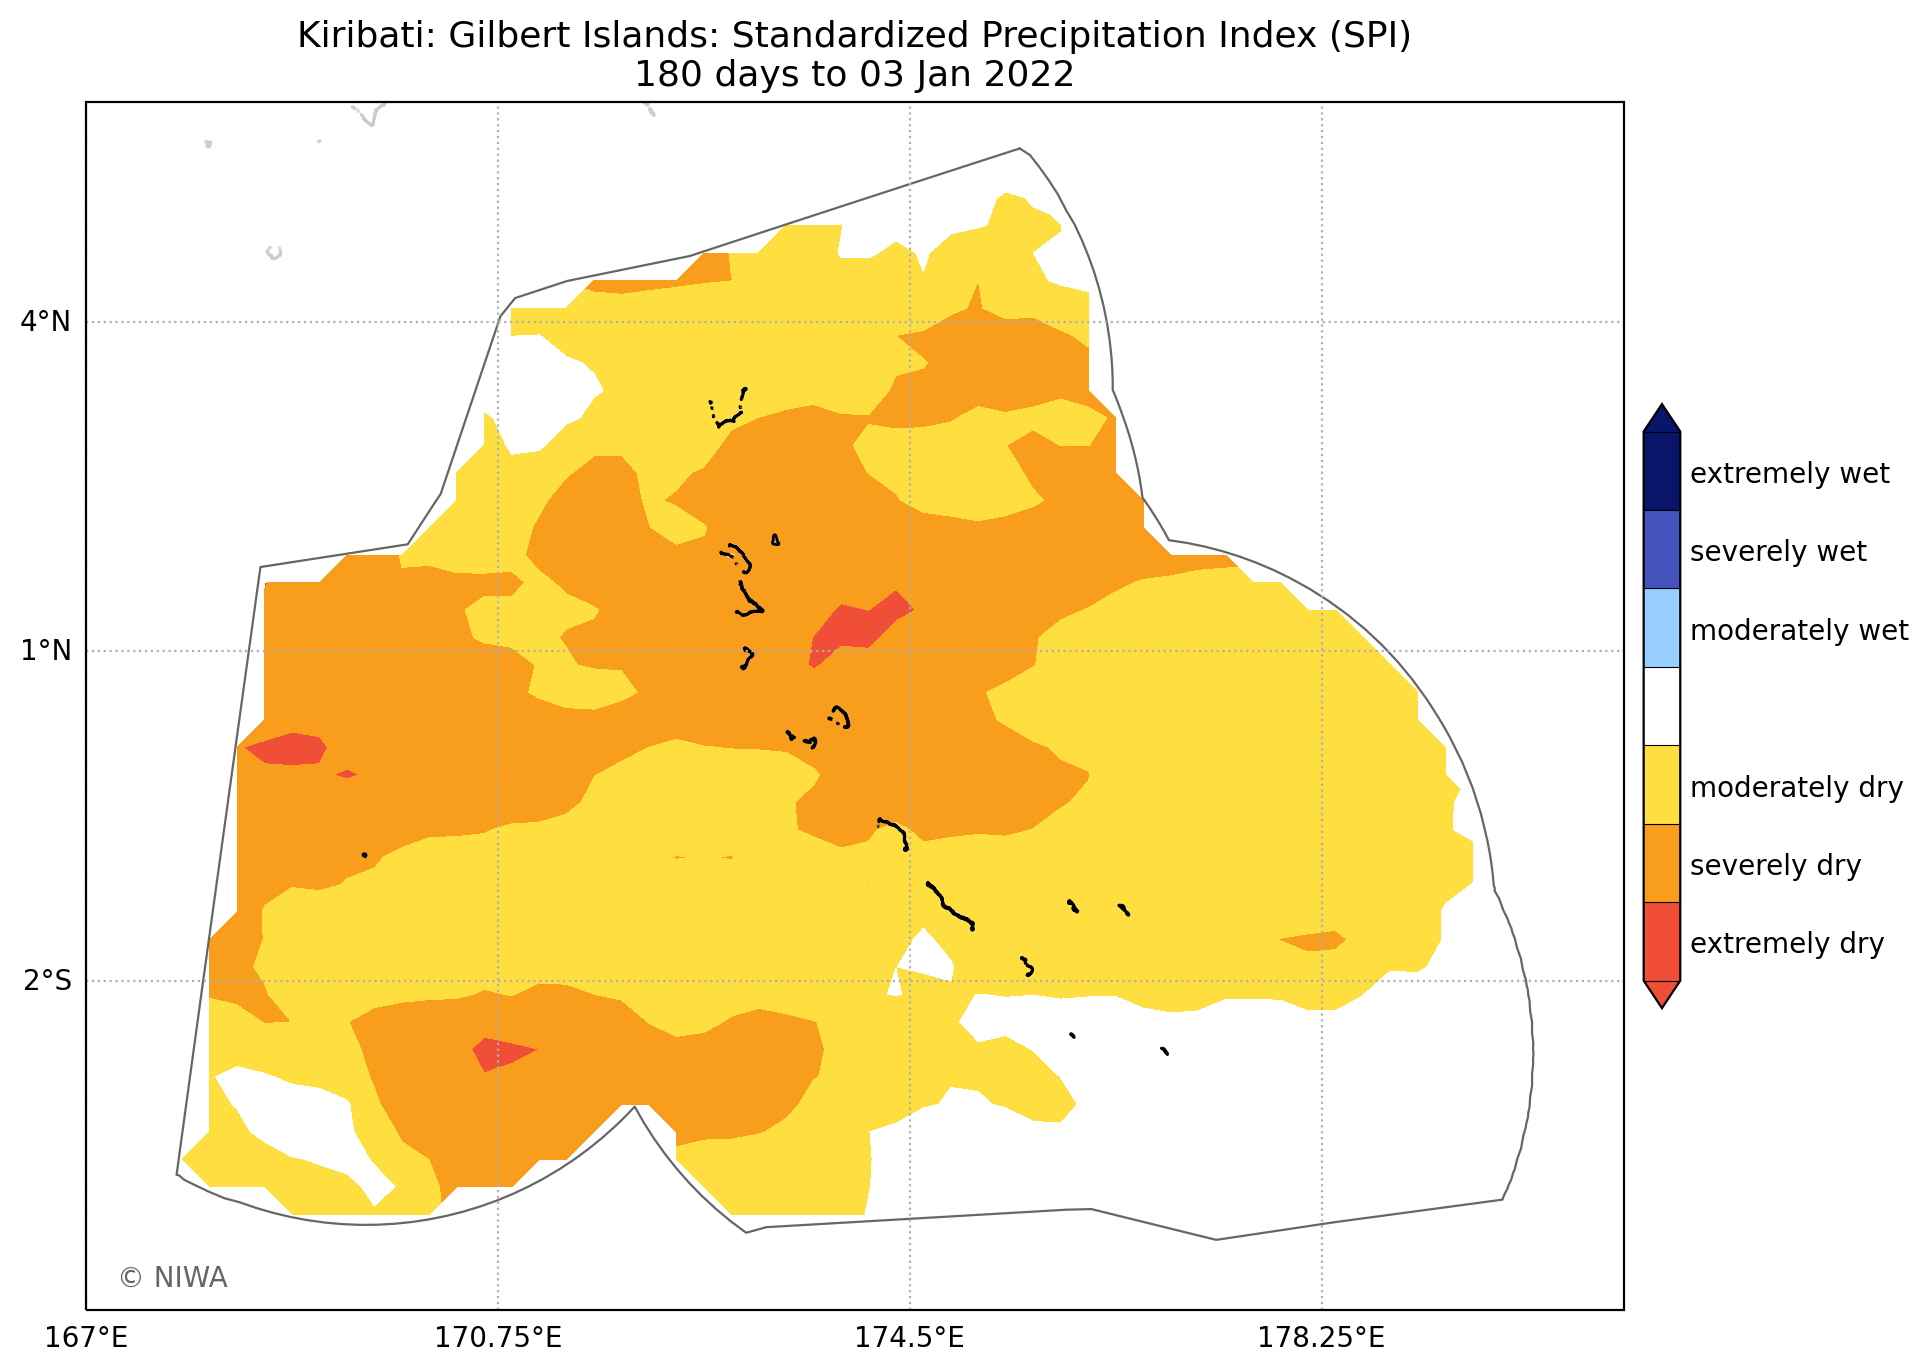 Kiribati: Gilbert Islands: Standardized Precipitation Index (SPI)
180 days to 03 Jan 2022
4°N
1°N
2°S
167°E
170.75°E
174.5°E
178.25°E
extremely wet
severely wet
moderately wet
moderately dry
severely dry
extremely dry
© NIWA